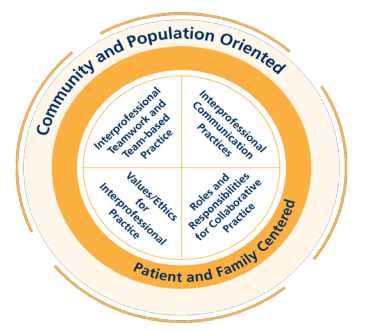 Community and Population Oriented
Interprofessional
Teamwork and
Team-based
Practice
Interprofessional
Communication
Practices
Values/Ethics
for
Interprofessional
Practice
Roles and
Responsibilities
for Collaborative
Practice
Patient and Family Centered